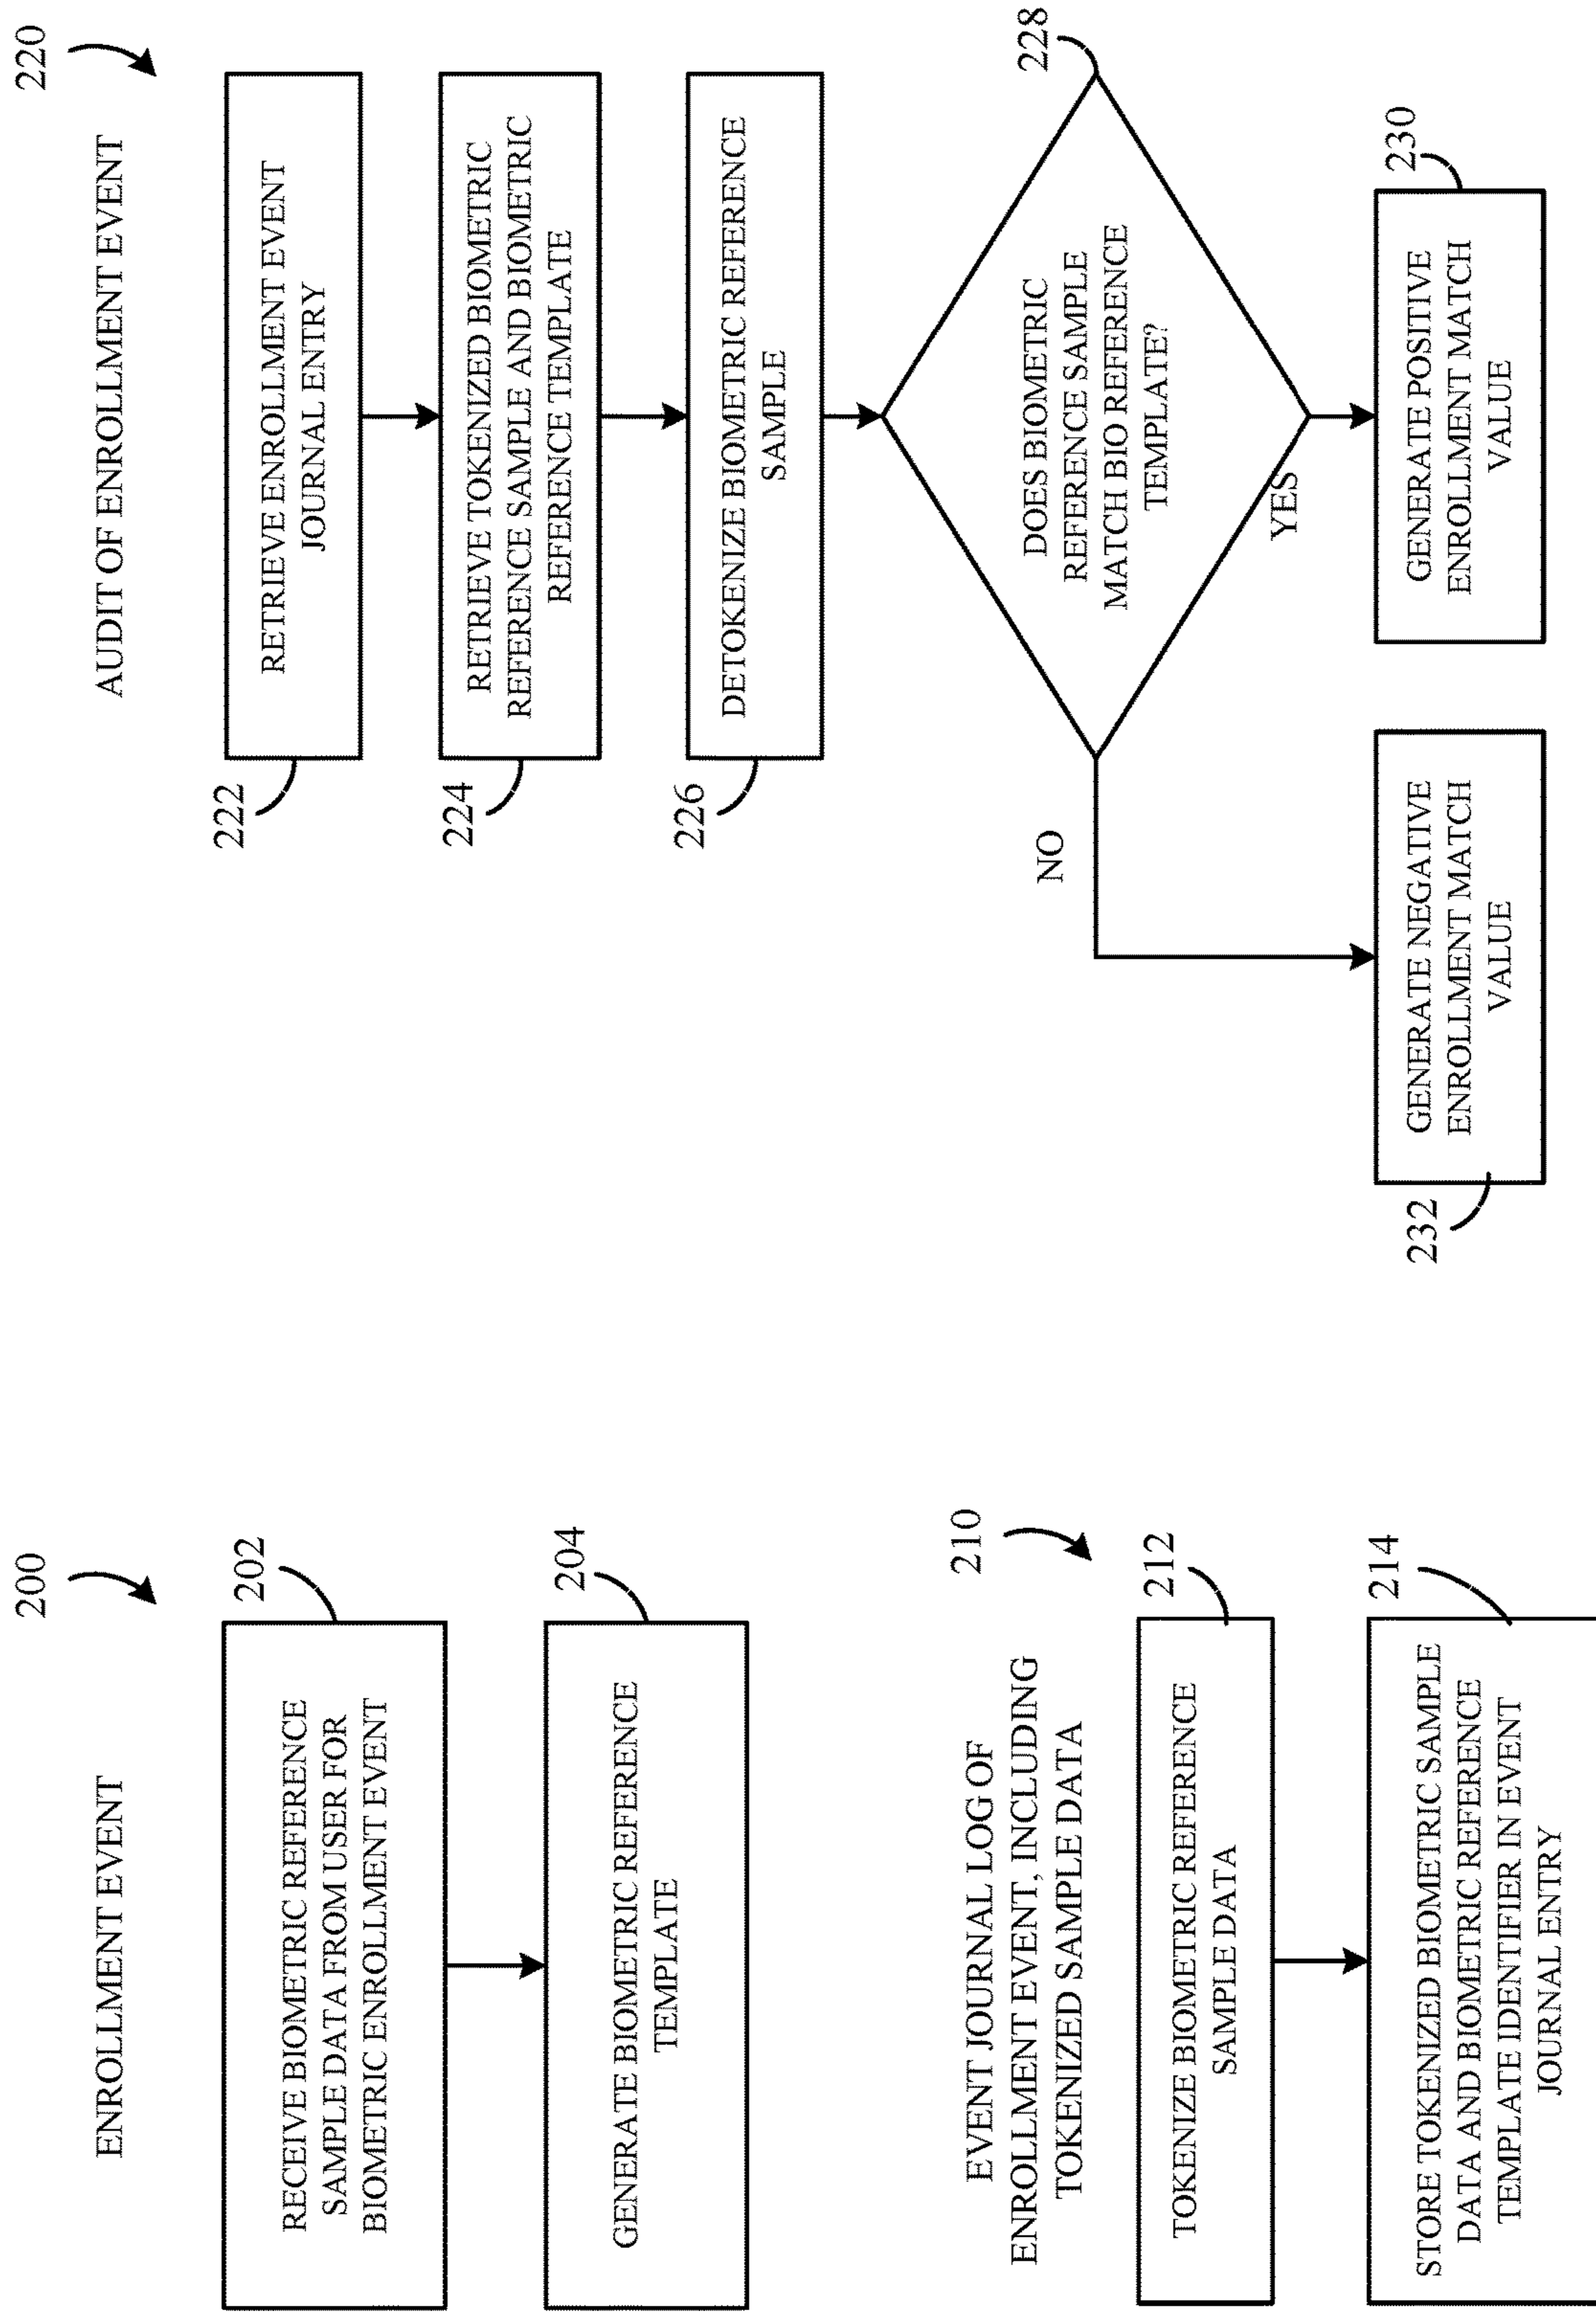 ENROLLMENT EVENT
200
RECEIVE BIOMETRIC REFERENCE
SAMPLE DATA FROM USER FOR
BIOMETRIC ENROLLMENT EVENT
202
GENERATE BIOMETRIC REFERENCE
TEMPLATE
204
EVENT JOURNAL LOG OF
ENROLLMENT EVENT, INCLUDING
TOKENIZED SAMPLE DATA
210
TOKENIZE BIOMETRIC REFERENCE
SAMPLE DATA
212
STORE TOKENIZED BIOMETRIC SAMPLE
DATA AND BIOMETRIC REFERENCE
TEMPLATE IDENTIFIER IN EVENT
JOURNAL ENTRY
214
AUDIT OF ENROLLMENT EVENT
220
222
RETRIEVE ENROLLMENT EVENT
JOURNAL ENTRY
224
RETRIEVE TOKENIZED BIOMETRIC
REFERENCE SAMPLE AND BIOMETRIC
REFERENCE TEMPLATE
226
DETOKENIZE BIOMETRIC REFERENCE
SAMPLE
228
DOES BIOMETRIC
REFERENCE SAMPLE
MATCH BIO REFERENCE
TEMPLATE?
NO
YES
232
GENERATE NEGATIVE
ENROLLMENT MATCH
VALUE
230
GENERATE POSITIVE
ENROLLMENT MATCH
VALUE